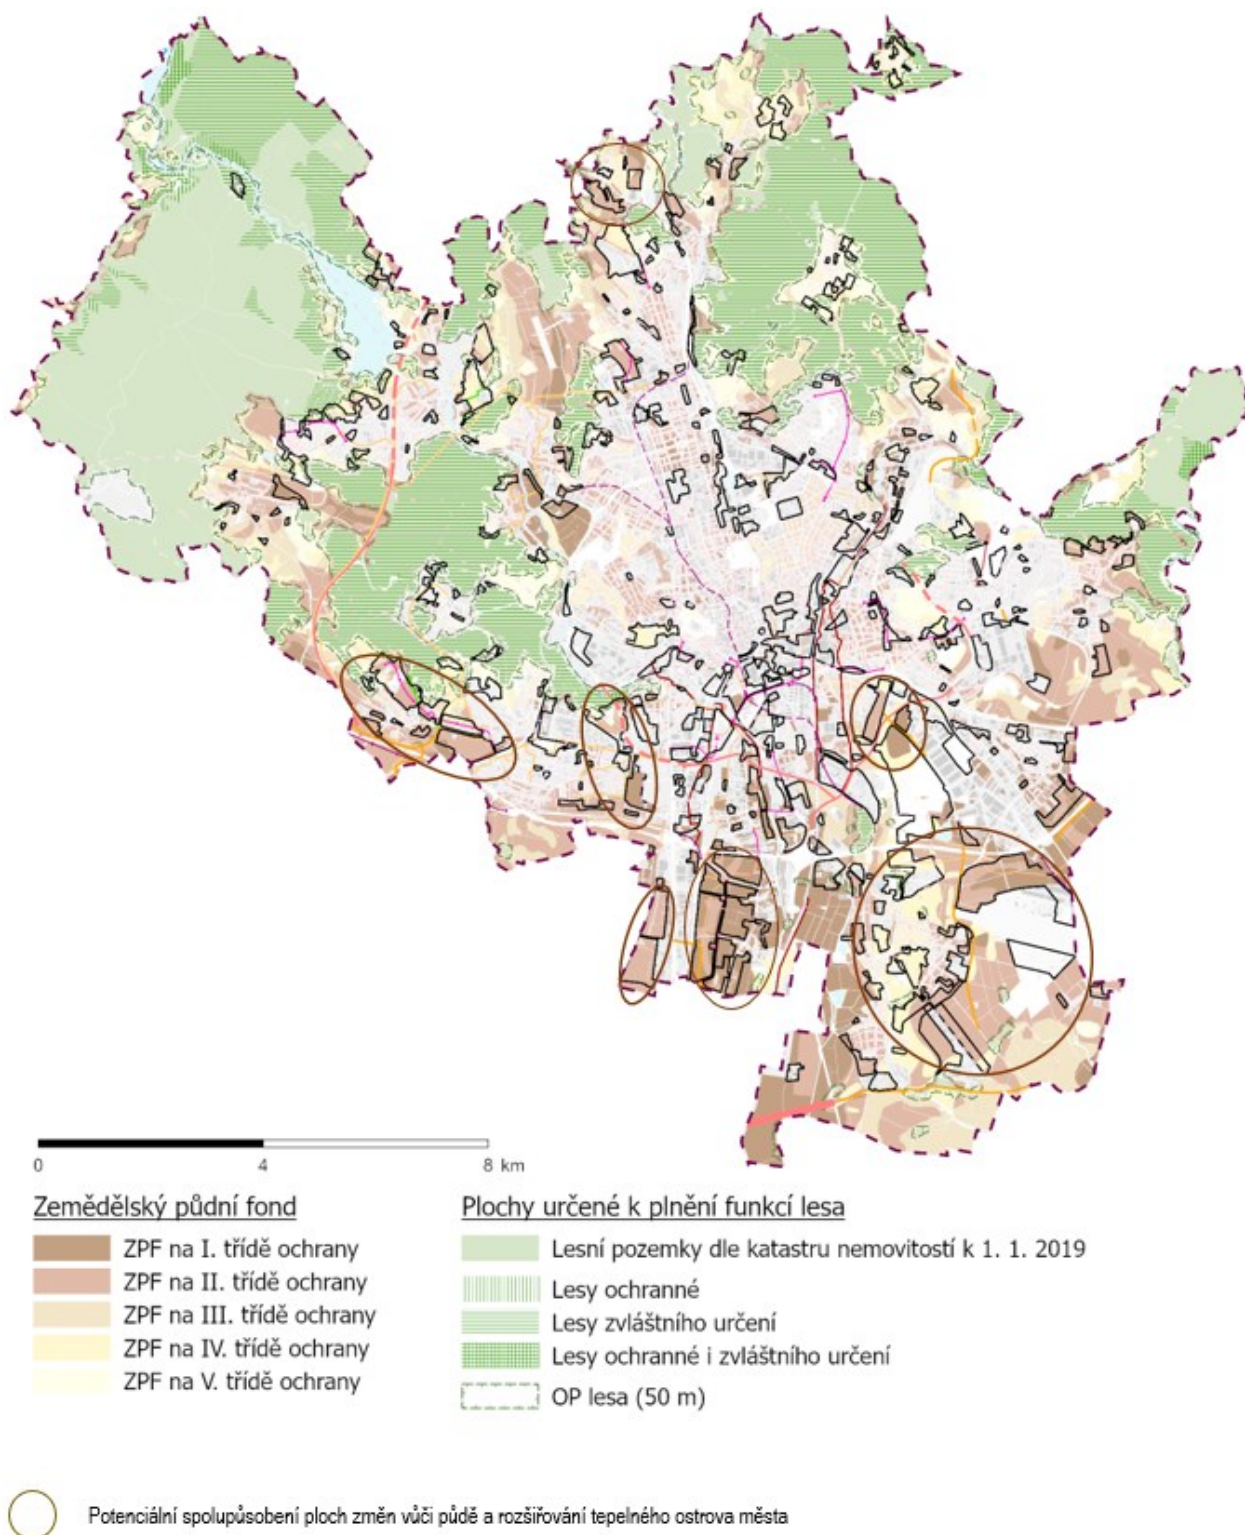 0 4 8 km
Zemědělský půdní fond
ZPF na I. třídě ochrany
ZPF na II. třídě ochrany
ZPF na III. třídě ochrany
ZPF na IV. třídě ochrany
ZPF na V. třídě ochrany
Plochy určené k plnění funkcí lesa
Lesní pozemky dle katastru nemovitostí k 1. 1. 2019
Lesy ochranné
Lesy zvláštního určení
Lesy ochranné i zvláštního určení
OP lesa (50 m)
Potenciální spolupůsobení ploch změn vůči půdě a rozšiřování tepelného ostrova města